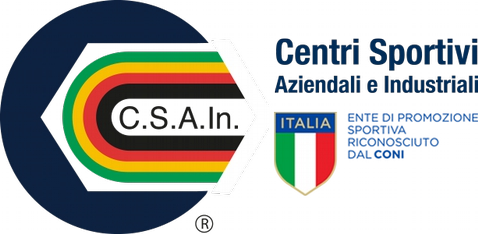 C.S.A.In.
®
Centri Sportivi
Aziendali e Industriali
ITALIA
ENTE DI PROMOZIONE
SPORTIVA
RICONOSCIUTO
DAL CONI